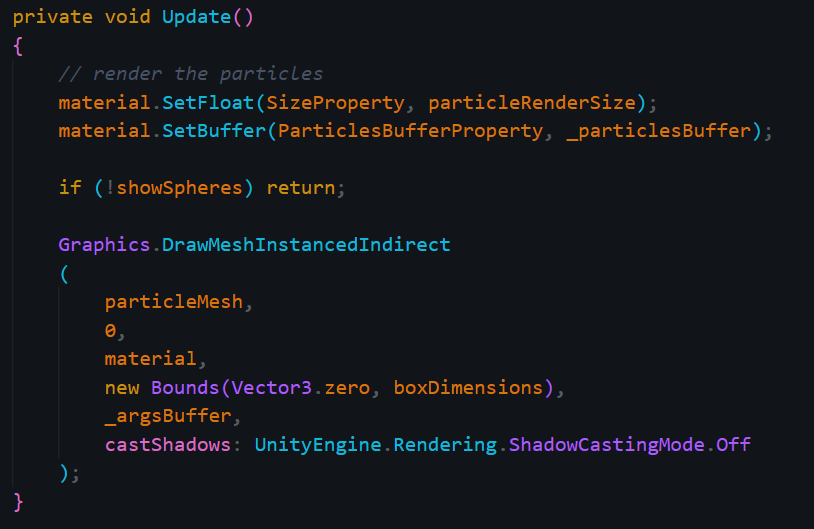 private void Update()
{
    // render the particles
    material.SetFloat(SizeProperty, particleRenderSize);
    material.SetBuffer(ParticlesBufferProperty, _particlesBuffer);

    if (!showSpheres) return;

    Graphics.DrawMeshInstancedIndirect
    (
        particleMesh,
        0,
        material,
        new Bounds(Vector3.zero, boxDimensions),
        _argsBuffer,
        castShadows: UnityEngine.Rendering.ShadowCastingMode.Off
    );
}